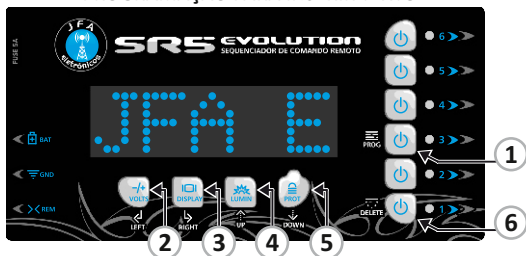 JFA
eletrônicos
FUSE 5A
SR5 EVOLUTION
SEQUENCIADOR DE COMANDO REMOTO
JFA E
BAT
GND
REM
6
5
4
PROG
3
2
DELETE
1
-/+
VOLTS
DISPLAY
LUMIN
PROT
LEFT
RIGHT
UP
DOWN
1
2
3
4
5
6